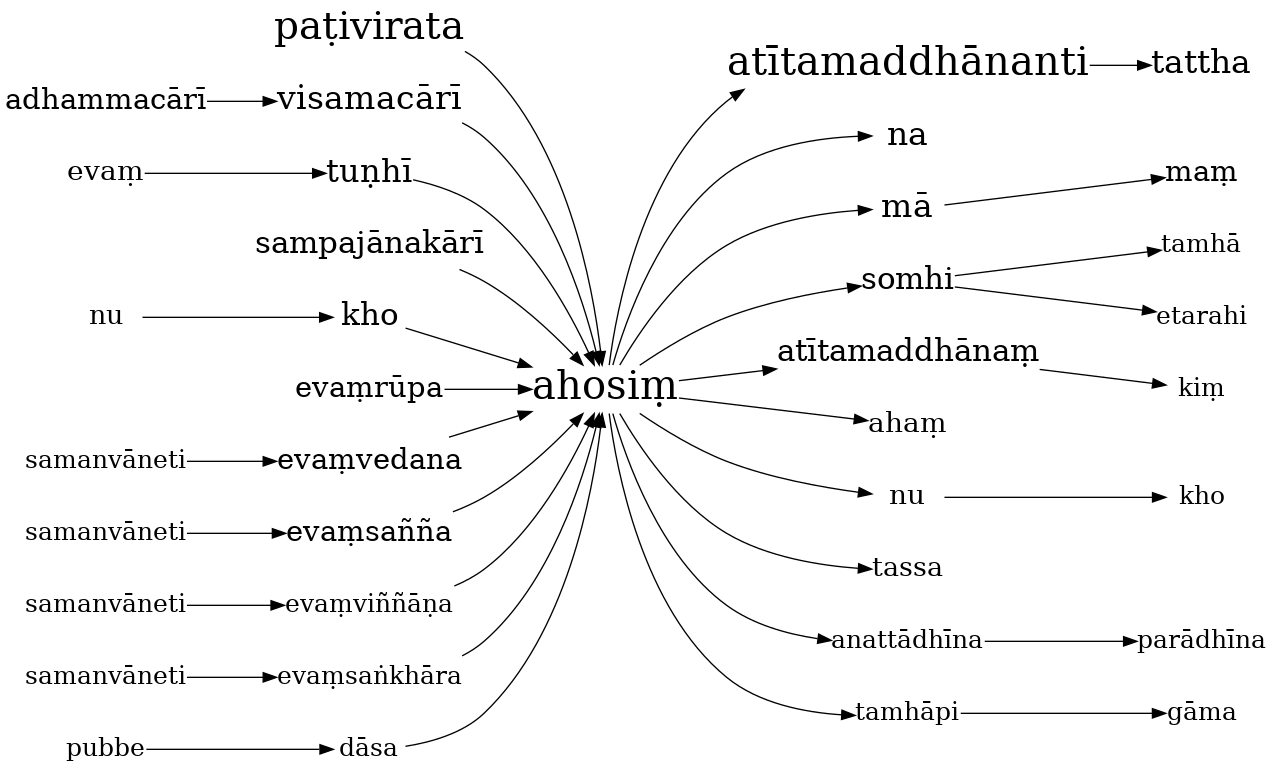 paṭivirata
adhammacārī visamacārī
evaṃ tuṇhī
sampajānakārī
nu kho
evaṃrūpa
samanvāneti evaṃvedana
samanvāneti evaṃsañña
samanvāneti evaṃviññāṇa
samanvāneti evaṃsaṅkhāra
pubbe dāsa
ahosiṃ
atītamaddhānanti tattha
na
mā maṃ
somhi tamhā
etarahi
atītamaddhānaṃ kiṃ
ahaṃ
nu kho
tassa
anattādhīna parādhīna
tamhāpi gāma